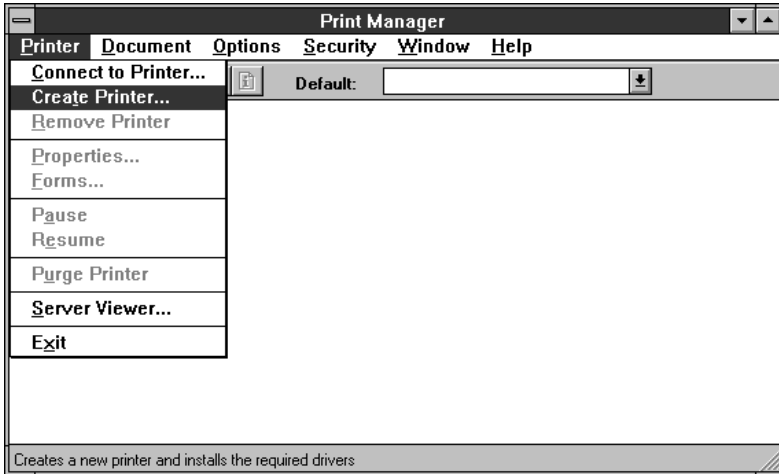 Print Manager
Printer Document Options Security Window Help
Connect to Printer...
Default:
Create Printer...
Remove Printer
Properties...
Forms...
Pause
Resume
Purge Printer
Server Viewer...
Exit
Creates a new printer and installs the required drivers